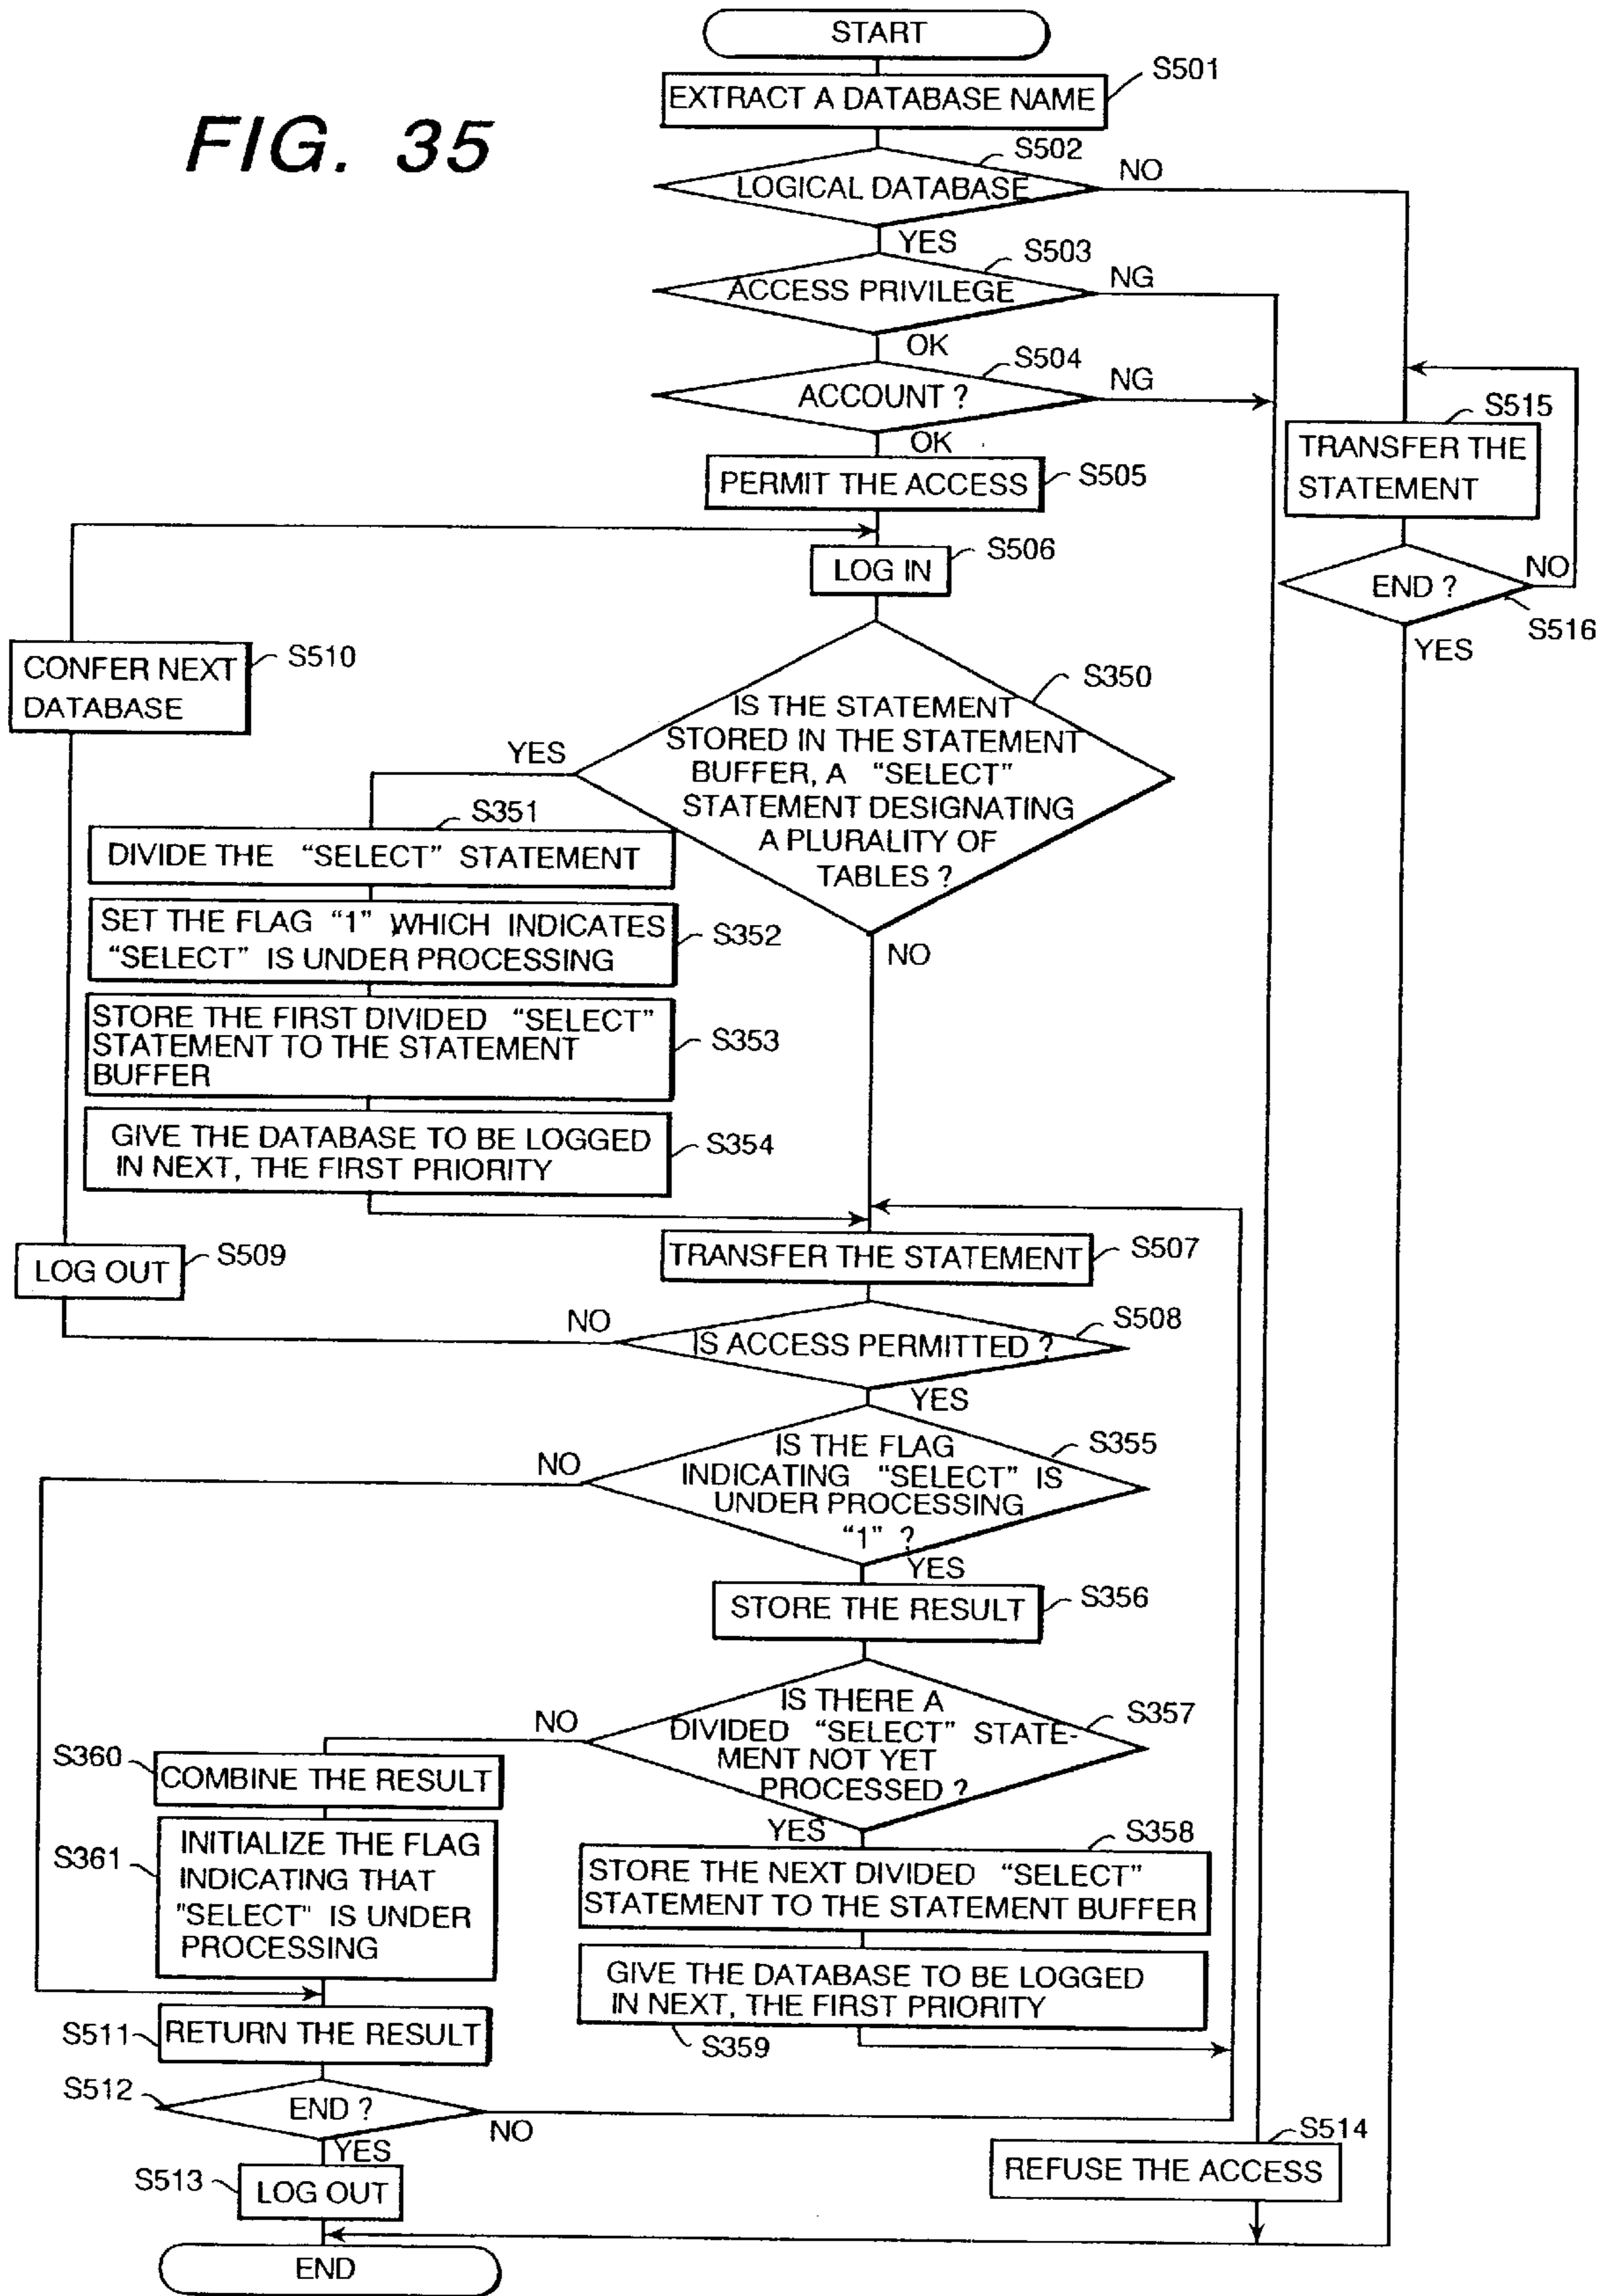 FIG. 35
START
S501
EXTRACT A DATABASE NAME
S502
LOGICAL DATABASE
NO
YES
S503
ACCESS PRIVILEGE
NG
OK
S504
ACCOUNT ?
NG
OK
PERMIT THE ACCESS
S505
S515
TRANSFER THE
STATEMENT
END ?
NO
S516
YES
LOG IN
S506
CONFER NEXT
DATABASE
S510
S350
IS THE STATEMENT
STORED IN THE STATEMENT
BUFFER, A "SELECT"
STATEMENT DESIGNATING
A PLURALITY OF
TABLES ?
YES
NO
S351
DIVIDE THE "SELECT" STATEMENT
SET THE FLAG "1" WHICH INDICATES
"SELECT" IS UNDER PROCESSING
S352
STORE THE FIRST DIVIDED "SELECT"
STATEMENT TO THE STATEMENT
BUFFER
S353
GIVE THE DATABASE TO BE LOGGED
IN NEXT, THE FIRST PRIORITY
S354
LOG OUT
S509
TRANSFER THE STATEMENT
S507
IS ACCESS PERMITTED ?
S508
NO
YES
IS THE FLAG
INDICATING "SELECT" IS
UNDER PROCESSING
"1" ?
S355
NO
YES
STORE THE RESULT
S356
IS THERE A
DIVIDED "SELECT" STATE-
MENT NOT YET
PROCESSED ?
S357
NO
YES
S360
COMBINE THE RESULT
S361
INITIALIZE THE FLAG
INDICATING THAT
"SELECT" IS UNDER
PROCESSING
S358
STORE THE NEXT DIVIDED "SELECT"
STATEMENT TO THE STATEMENT BUFFER
GIVE THE DATABASE TO BE LOGGED
IN NEXT, THE FIRST PRIORITY
S359
S511
RETURN THE RESULT
S512
END ?
NO
YES
S513
LOG OUT
S514
REFUSE THE ACCESS
END